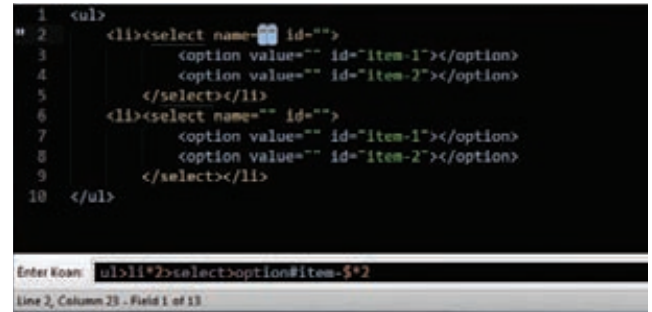 1 <ul>
" 2 <li><select name="" id="">
3 <option value="" id="item-1"></option>
4 <option value="" id="item-2"></option>
5 </select></li>
6 <li><select name="" id="">
7 <option value="" id="item-1"></option>
8 <option value="" id="item-2"></option>
9 </select></li>
10 </ul>
Enter Koan: ul>li*2>select>option#item-$*2
Line 2, Column 23 - Field 1 of 13